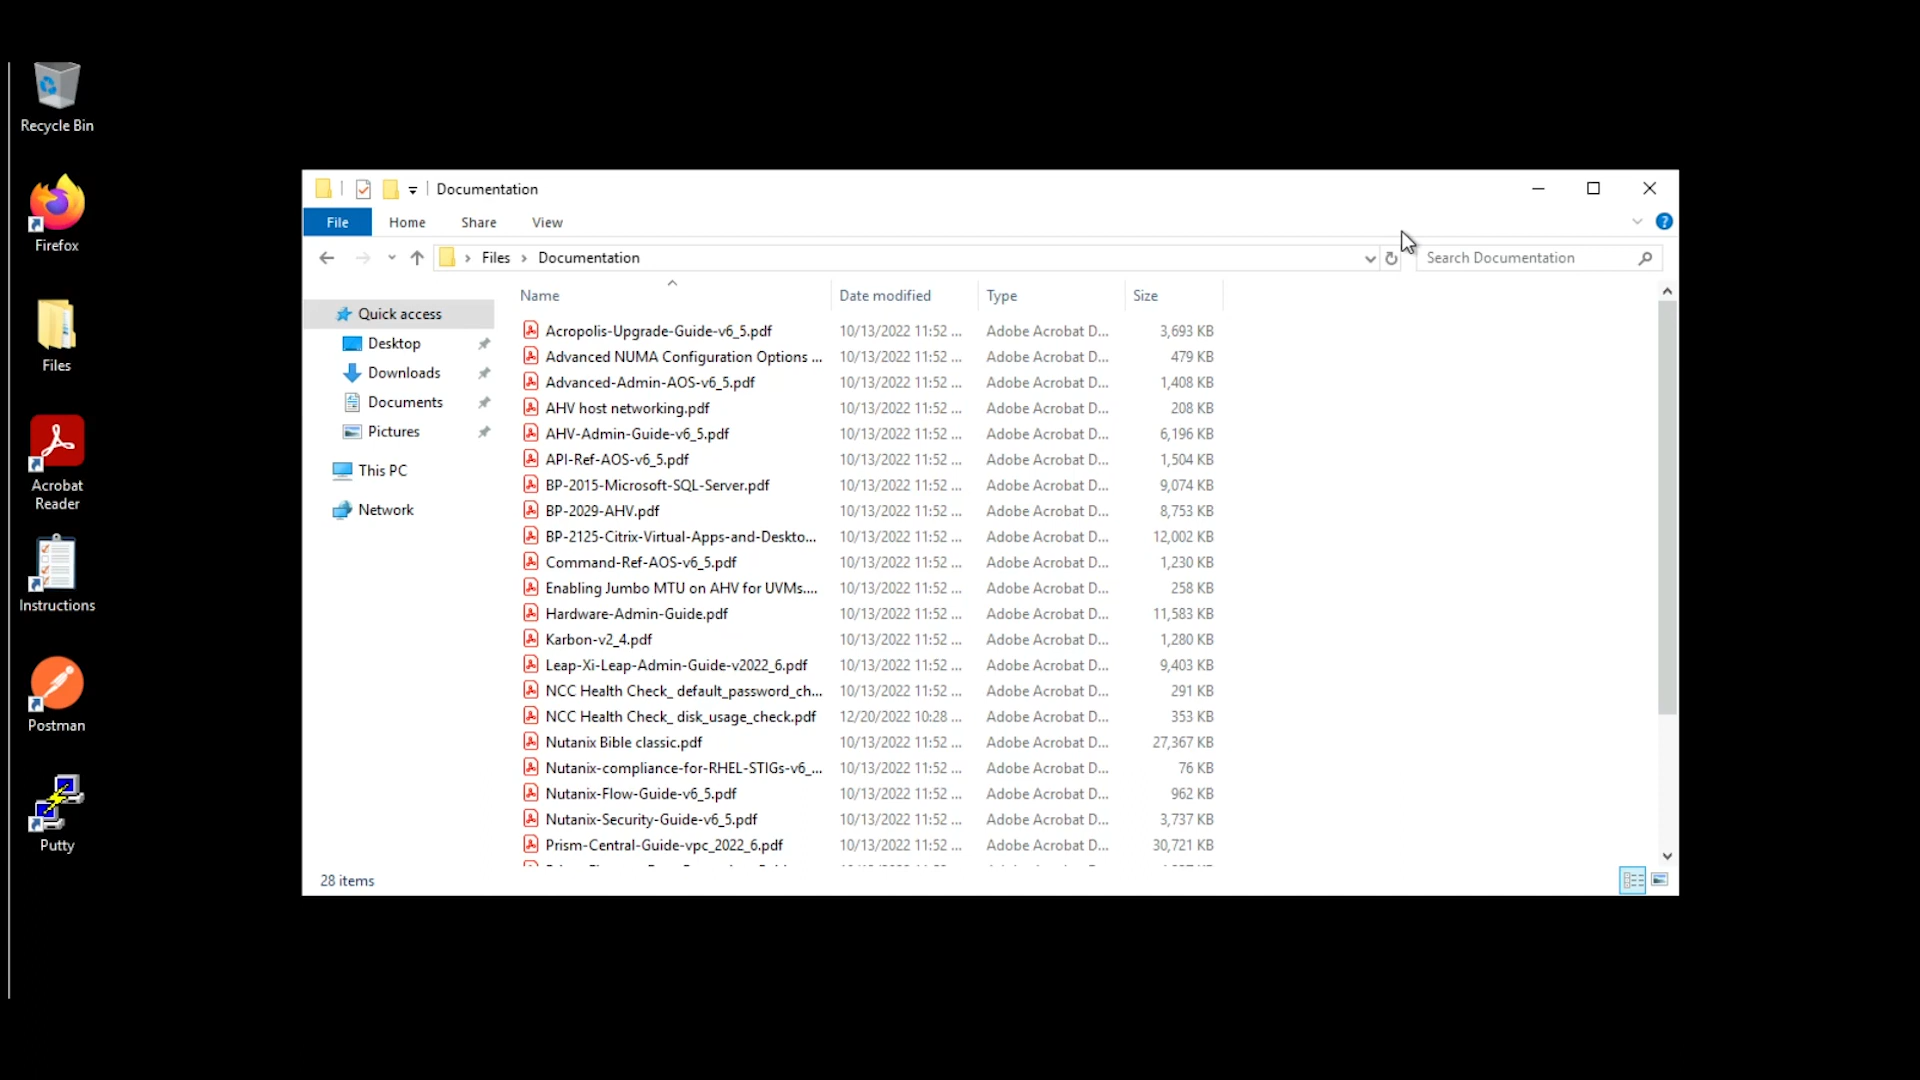 Recycle Bin
Firefox
Files
Acrobat
Reader
Instructions
Postman
Putty
Documentation
File Home Share View
Files > Documentation
Search Documentation
Quick access
Desktop
Downloads
Documents
Pictures
This PC
Network
Name Date modified Type Size
Acropolis-Upgrade-Guide-v6_5.pdf 10/13/2022 11:52 ... Adobe Acrobat D... 3,693 KB
Advanced NUMA Configuration Options ... 10/13/2022 11:52 ... Adobe Acrobat D... 479 KB
Advanced-Admin-AOS-v6_5.pdf 10/13/2022 11:52 ... Adobe Acrobat D... 1,408 KB
AHV host networking.pdf 10/13/2022 11:52 ... Adobe Acrobat D... 208 KB
AHV-Admin-Guide-v6_5.pdf 10/13/2022 11:52 ... Adobe Acrobat D... 6,196 KB
API-Ref-AOS-v6_5.pdf 10/13/2022 11:52 ... Adobe Acrobat D... 1,504 KB
BP-2015-Microsoft-SQL-Server.pdf 10/13/2022 11:52 ... Adobe Acrobat D... 9,074 KB
BP-2029-AHV.pdf 10/13/2022 11:52 ... Adobe Acrobat D... 8,753 KB
BP-2125-Citrix-Virtual-Apps-and-Deskto... 10/13/2022 11:52 ... Adobe Acrobat D... 12,002 KB
Command-Ref-AOS-v6_5.pdf 10/13/2022 11:52 ... Adobe Acrobat D... 1,230 KB
Enabling Jumbo MTU on AHV for UVMs.... 10/13/2022 11:52 ... Adobe Acrobat D... 258 KB
Hardware-Admin-Guide.pdf 10/13/2022 11:52 ... Adobe Acrobat D... 11,583 KB
Karbon-v2_4.pdf 10/13/2022 11:52 ... Adobe Acrobat D... 1,280 KB
Leap-Xi-Leap-Admin-Guide-v2022_6.pdf 10/13/2022 11:52 ... Adobe Acrobat D... 9,403 KB
NCC Health Check_ default_password_ch... 10/13/2022 11:52 ... Adobe Acrobat D... 291 KB
NCC Health Check_ disk_usage_check.pdf 12/20/2022 10:28 ... Adobe Acrobat D... 353 KB
Nutanix Bible classic.pdf 10/13/2022 11:52 ... Adobe Acrobat D... 27,367 KB
Nutanix-compliance-for-RHEL-STIGs-v6_... 10/13/2022 11:52 ... Adobe Acrobat D... 76 KB
Nutanix-Flow-Guide-v6_5.pdf 10/13/2022 11:52 ... Adobe Acrobat D... 962 KB
Nutanix-Security-Guide-v6_5.pdf 10/13/2022 11:52 ... Adobe Acrobat D... 3,737 KB
Prism-Central-Guide-vpc_2022_6.pdf 10/13/2022 11:52 ... Adobe Acrobat D... 30,721 KB
28 items